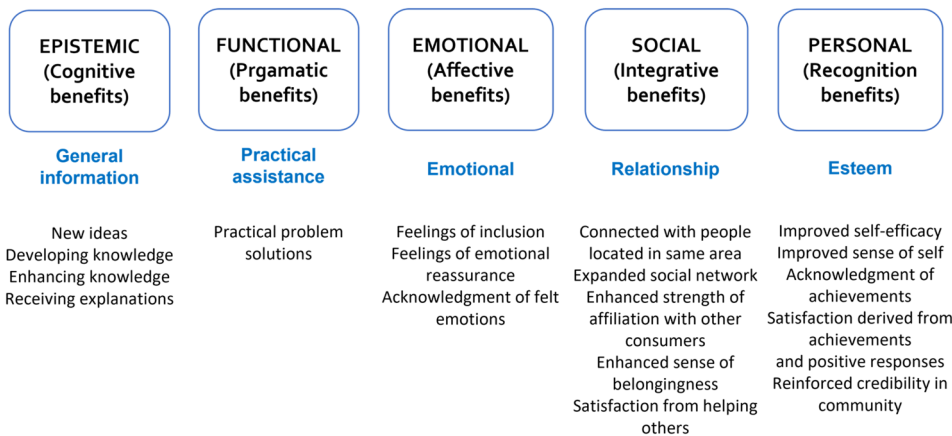 EPISTEMIC
(Cognitive
benefits)
FUNCTIONAL
(Prgamatic
benefits)
EMOTIONAL
(Affective
benefits)
SOCIAL
(Integrative
benefits)
PERSONAL
(Recognition
benefits)
General
information
Practical
assistance
Emotional
Relationship
Esteem
New ideas
Developing knowledge
Enhancing knowledge
Receiving explanations
Practical problem
solutions
Feelings of inclusion
Feelings of emotional
reassurance
Acknowledgment of felt
emotions
Connected with people
located in same area
Expanded social network
Enhanced strength of
affiliation with other
consumers
Enhanced sense of
belongingness
Satisfaction from helping
others
Improved self-efficacy
Improved sense of self
Acknowledgment of
achievements
Satisfaction derived from
achievements
and positive responses
Reinforced credibility in
community